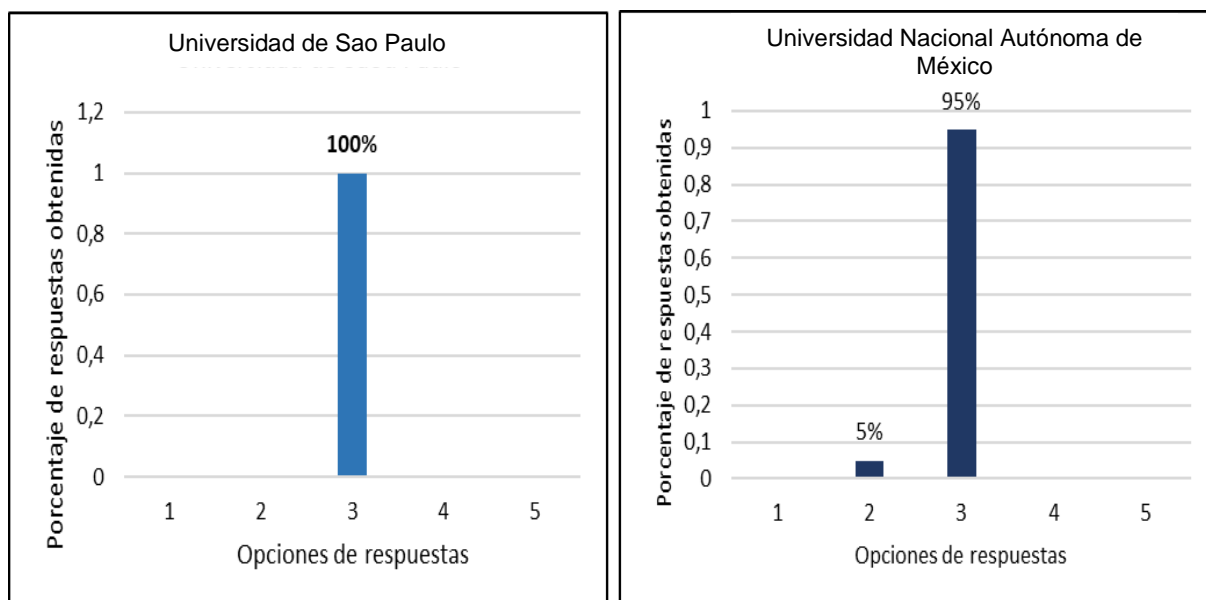 Universidad de Sao Paulo
Porcentaje de respuestas obtenidas
1,2
1
0,8
0,6
0,4
0,2
0
100%
1 2 3 4 5
Opciones de respuestas
Universidad Nacional Autónoma de
México
Porcentaje de respuestas obtenidas
1
0,9
0,8
0,7
0,6
0,5
0,4
0,3
0,2
0,1
0
95%
5%
1 2 3 4 5
Opciones de respuestas